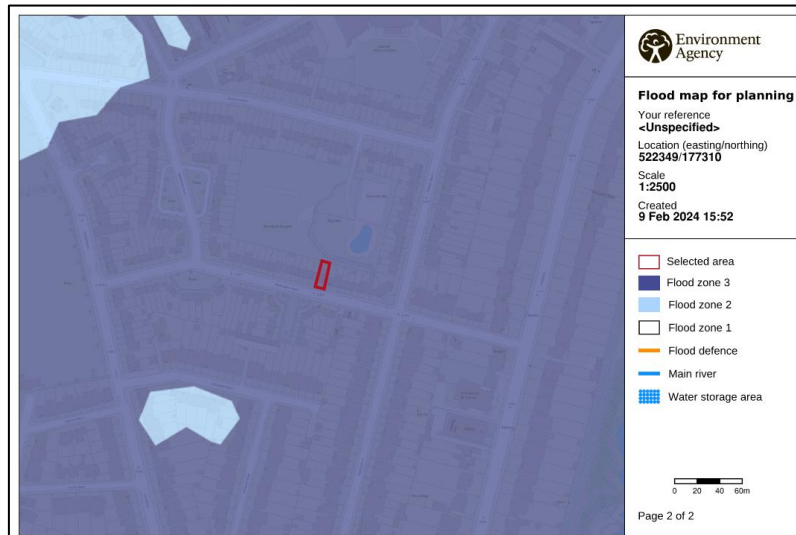 Environment
Agency
Flood map for planning
Your reference
<Unspecified>
Location (easting/northing)
522349/177310
Scale
1:2500
Created
9 Feb 2024 15:52
Selected area
Flood zone 3
Flood zone 2
Flood zone 1
Flood defence
Main river
Water storage area
0 20 40 60m
Page 2 of 2